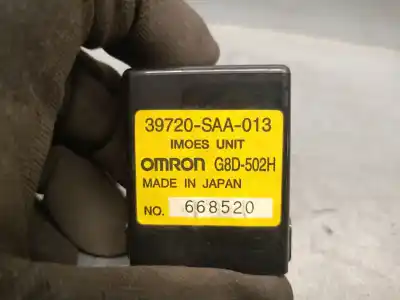 39720-SAA-013
IMOES UNIT
OMRON G8D-502H
MADE IN JAPAN
NO. 668520